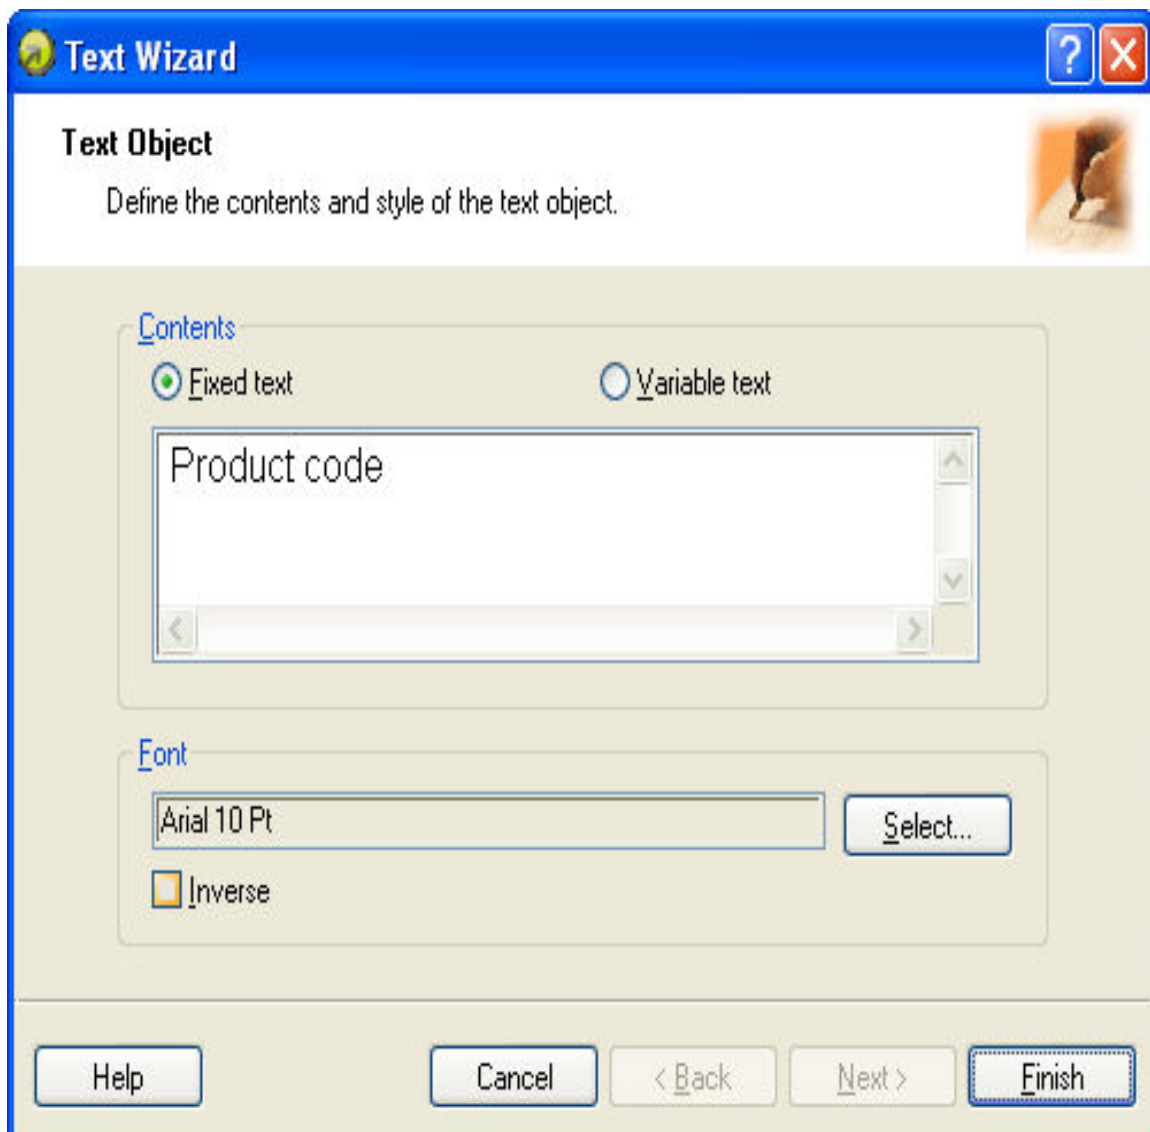 Text Wizard
Text Object
Define the contents and style of the text object.
Contents
Fixed text Variable text
Product code
Font
Arial 10 Pt Select...
Inverse
Help Cancel < Back Next > Finish